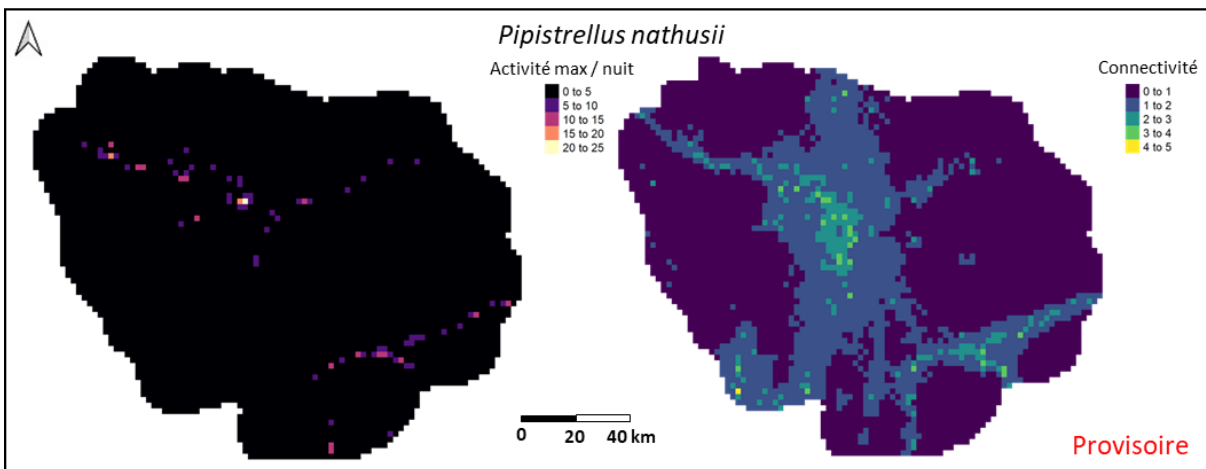 Pipistrellus nathusii
Activité max / nuit
0 to 5
5 to 10
10 to 15
15 to 20
20 to 25
Connectivité
0 to 1
1 to 2
2 to 3
3 to 4
4 to 5
0 20 40 km
Provisoire